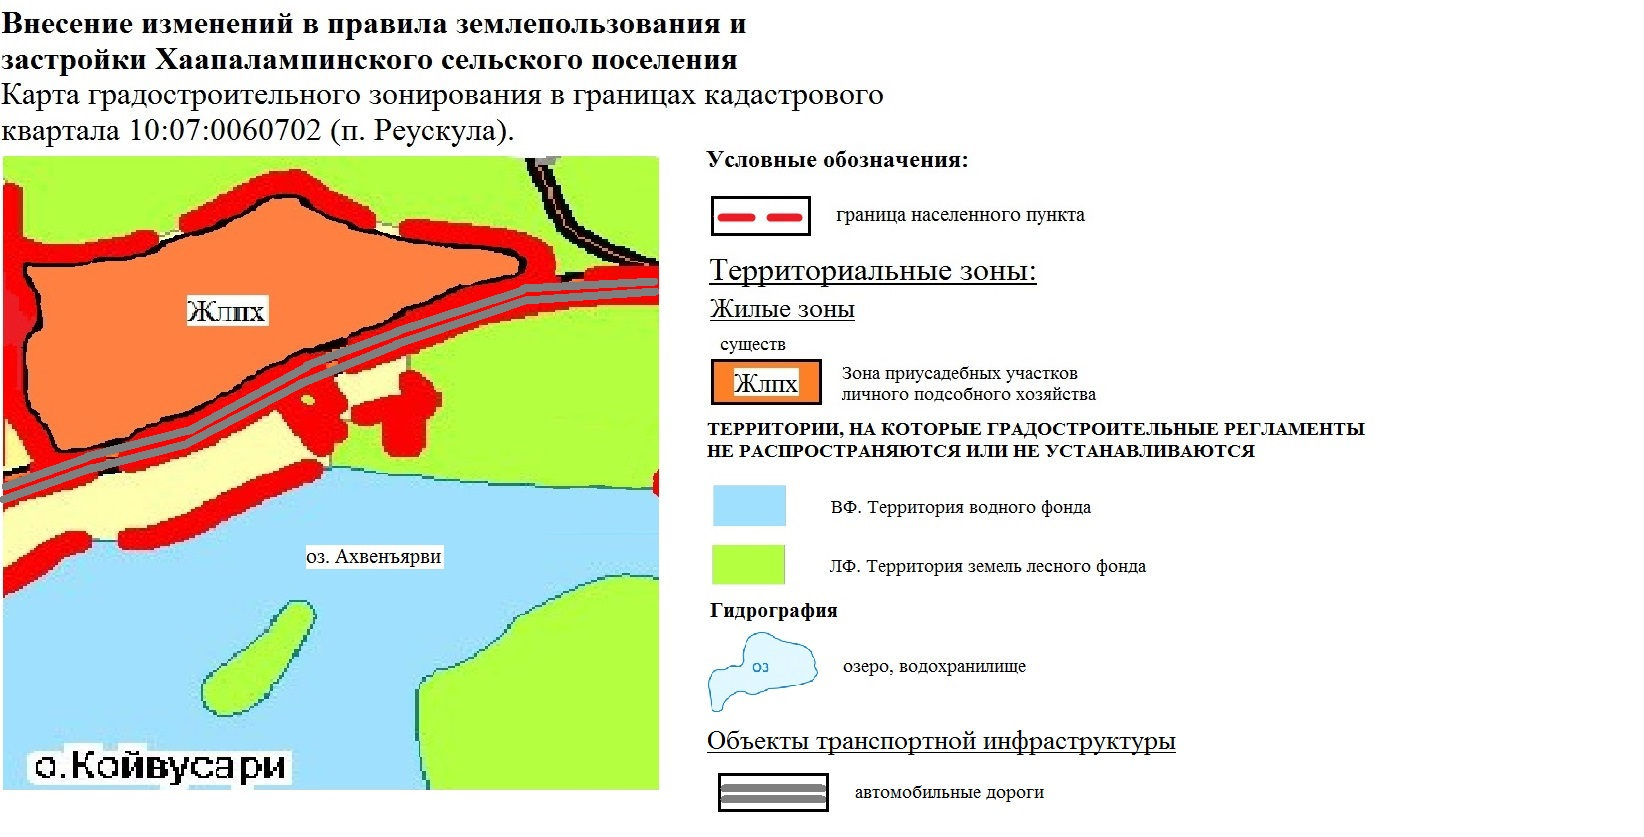 Внесение изменений в правила землепользования и
застройки Хаапалампинского сельского поселения
Карта градостроительного зонирования в границах кадастрового
квартала 10:07:0060702 (п. Реускула).
Жлпх
оз. Ахвенъярви
о.Койвусари
Условные обозначения:
граница населенного пункта
Территориальные зоны:
Жилые зоны
существ
Жлпх
Зона приусадебных участков
личного подсобного хозяйства
ТЕРРИТОРИИ, НА КОТОРЫЕ ГРАДОСТРОИТЕЛЬНЫЕ РЕГЛАМЕНТЫ
НЕ РАСПРОСТРАНЯЮТСЯ ИЛИ НЕ УСТАНАВЛИВАЮТСЯ
ВФ. Территория водного фонда
ЛФ. Территория земель лесного фонда
Гидрография
оз
озеро, водохранилище
Объекты транспортной инфраструктуры
автомобильные дороги